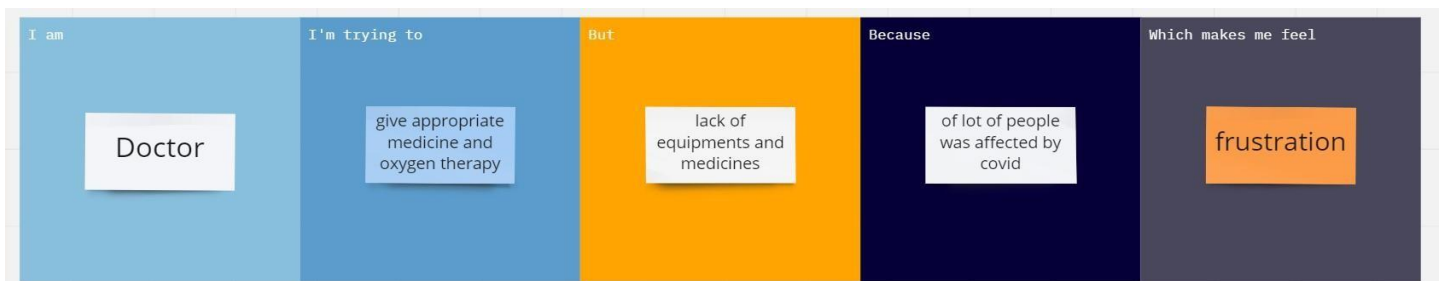 I am
Doctor
I'm trying to
give appropriate
medicine and
oxygen therapy
But
lack of
equipments and
medicines
Because
of lot of people
was affected by
covid
Which makes me feel
frustration